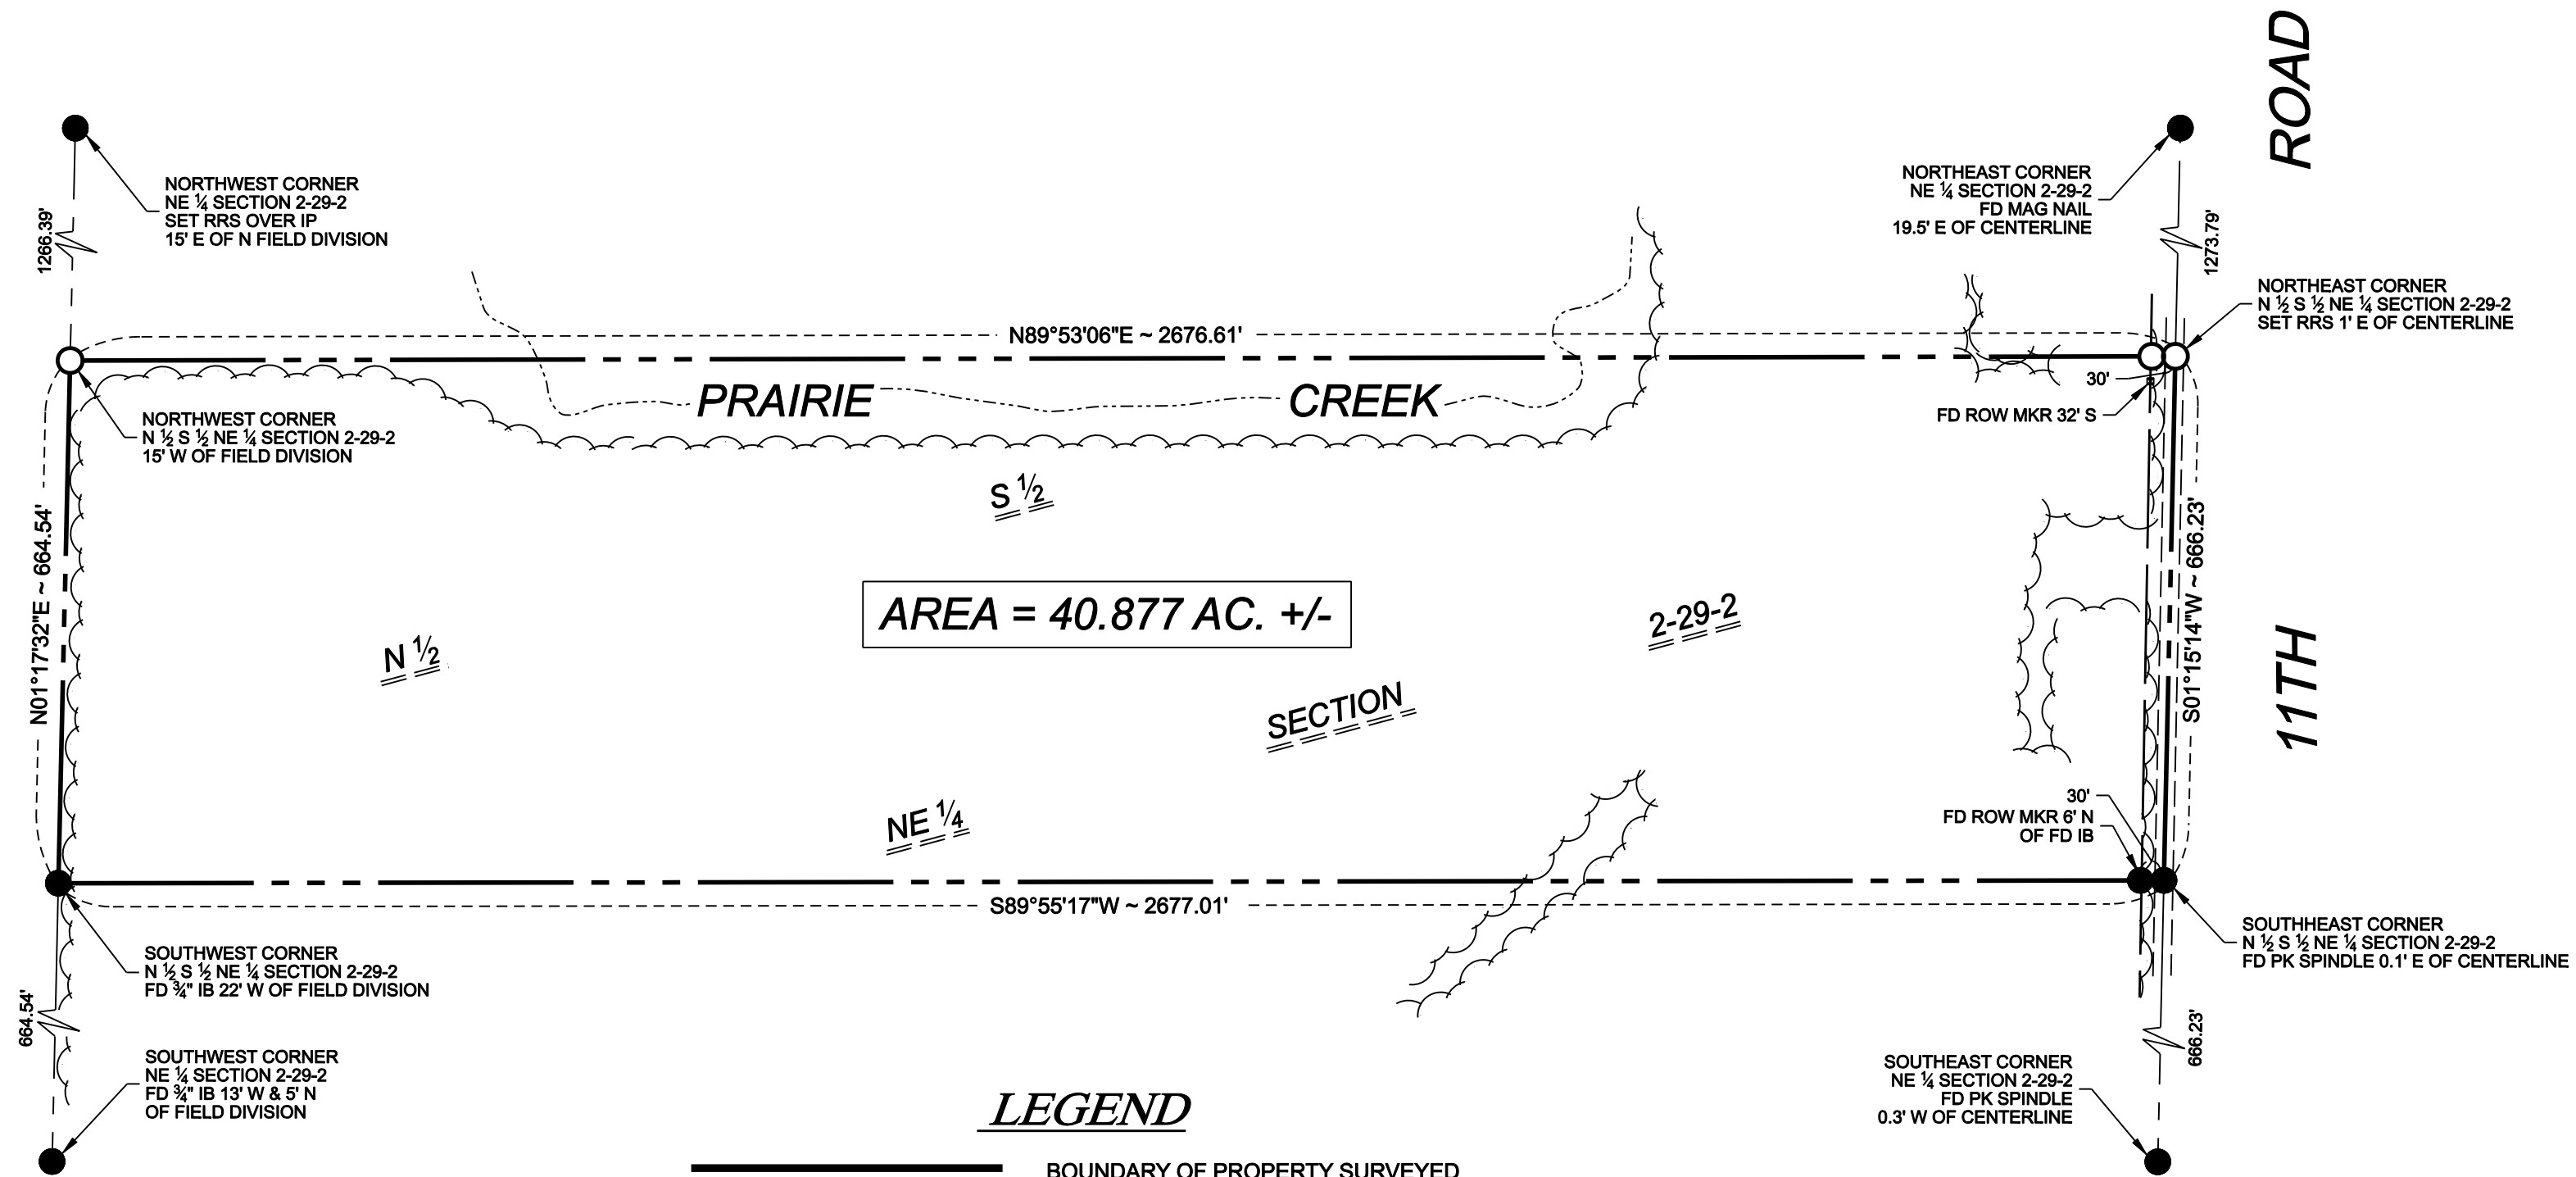 ROAD
NORTHWEST CORNER
NE ¼ SECTION 2-29-2
SET RRS OVER IP
15' E OF N FIELD DIVISION
1266.39'
NORTHEAST CORNER
NE ¼ SECTION 2-29-2
FD MAG NAIL
19.5' E OF CENTERLINE
1273.79'
NORTHEAST CORNER
N ½ S ½ NE ¼ SECTION 2-29-2
SET RRS 1' E OF CENTERLINE
N89°53'06"E ~ 2676.61'
PRAIRIE CREEK
30'
FD ROW MKR 32' S
NORTHWEST CORNER
N ½ S ½ NE ¼ SECTION 2-29-2
15' W OF FIELD DIVISION
S ½
N01°17'32"E ~ 664.54'
AREA = 40.877 AC. +/-
2-29-2
N ½
SECTION
S01°15'14"W ~ 666.23'
11TH
NE ¼
30'
FD ROW MKR 6' N
OF FD IB
S89°55'17"W ~ 2677.01'
SOUTHWEST CORNER
N ½ S ½ NE ¼ SECTION 2-29-2
FD ¾" IB 22' W OF FIELD DIVISION
SOUTHHEAST CORNER
N ½ S ½ NE ¼ SECTION 2-29-2
FD PK SPINDLE 0.1' E OF CENTERLINE
664.54'
666.23'
SOUTHWEST CORNER
NE ¼ SECTION 2-29-2
FD ¾" IB 13' W & 5' N
OF FIELD DIVISION
SOUTHEAST CORNER
NE ¼ SECTION 2-29-2
FD PK SPINDLE
0.3' W OF CENTERLINE
LEGEND
BOUNDARY OF PROPERTY SURVEYED